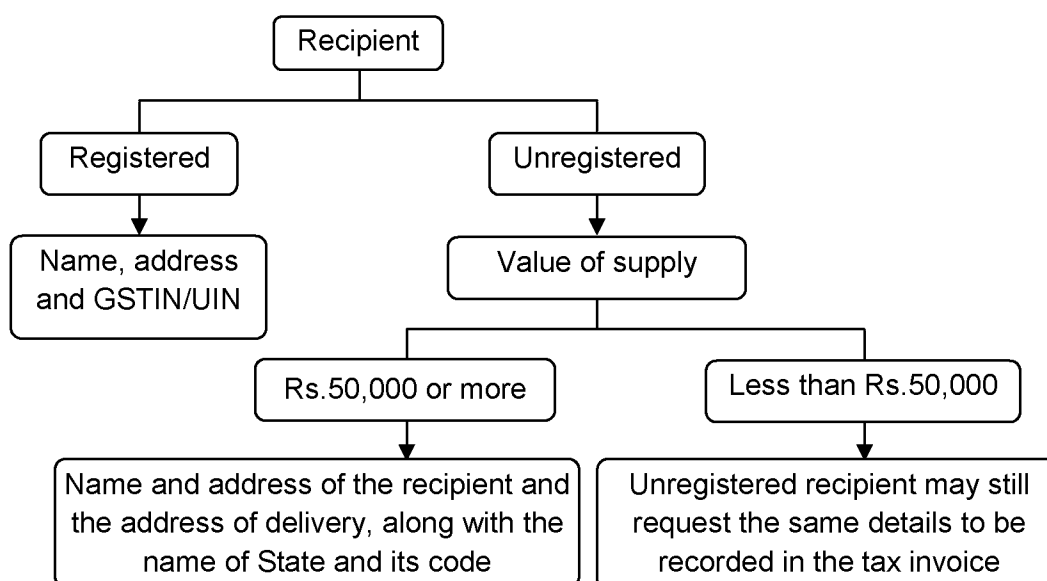 Recipient
Registered
Unregistered
Name, address
and GSTIN/UIN
Value of supply
Rs.50,000 or more
Less than Rs.50,000
Name and address of the recipient and
the address of delivery, along with the
name of State and its code
Unregistered recipient may still
request the same details to be
recorded in the tax invoice